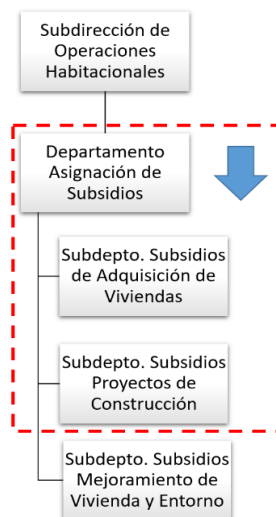 Subdirección de
Operaciones
Habitacionales
Departamento
Asignación de
Subsidios
Subdepto. Subsidios
de Adquisición de
Viviendas
Subdepto. Subsidios
Proyectos de
Construcción
Subdepto. Subsidios
Mejoramiento de
Vivienda y Entorno